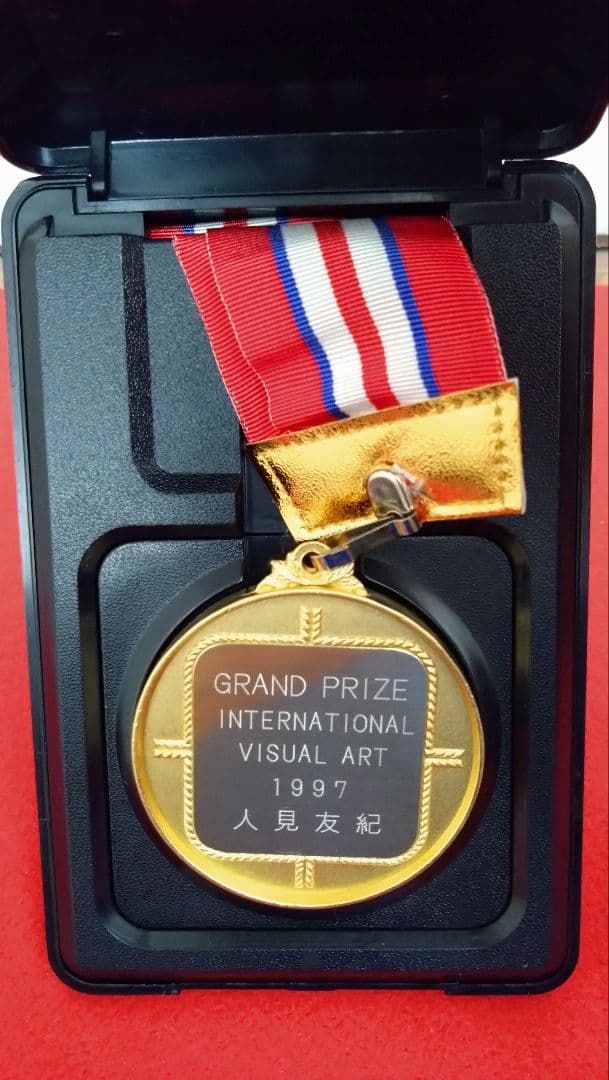 GRAND PRIZE
INTERNATIONAL
VISUAL ART
1997
人見友紀